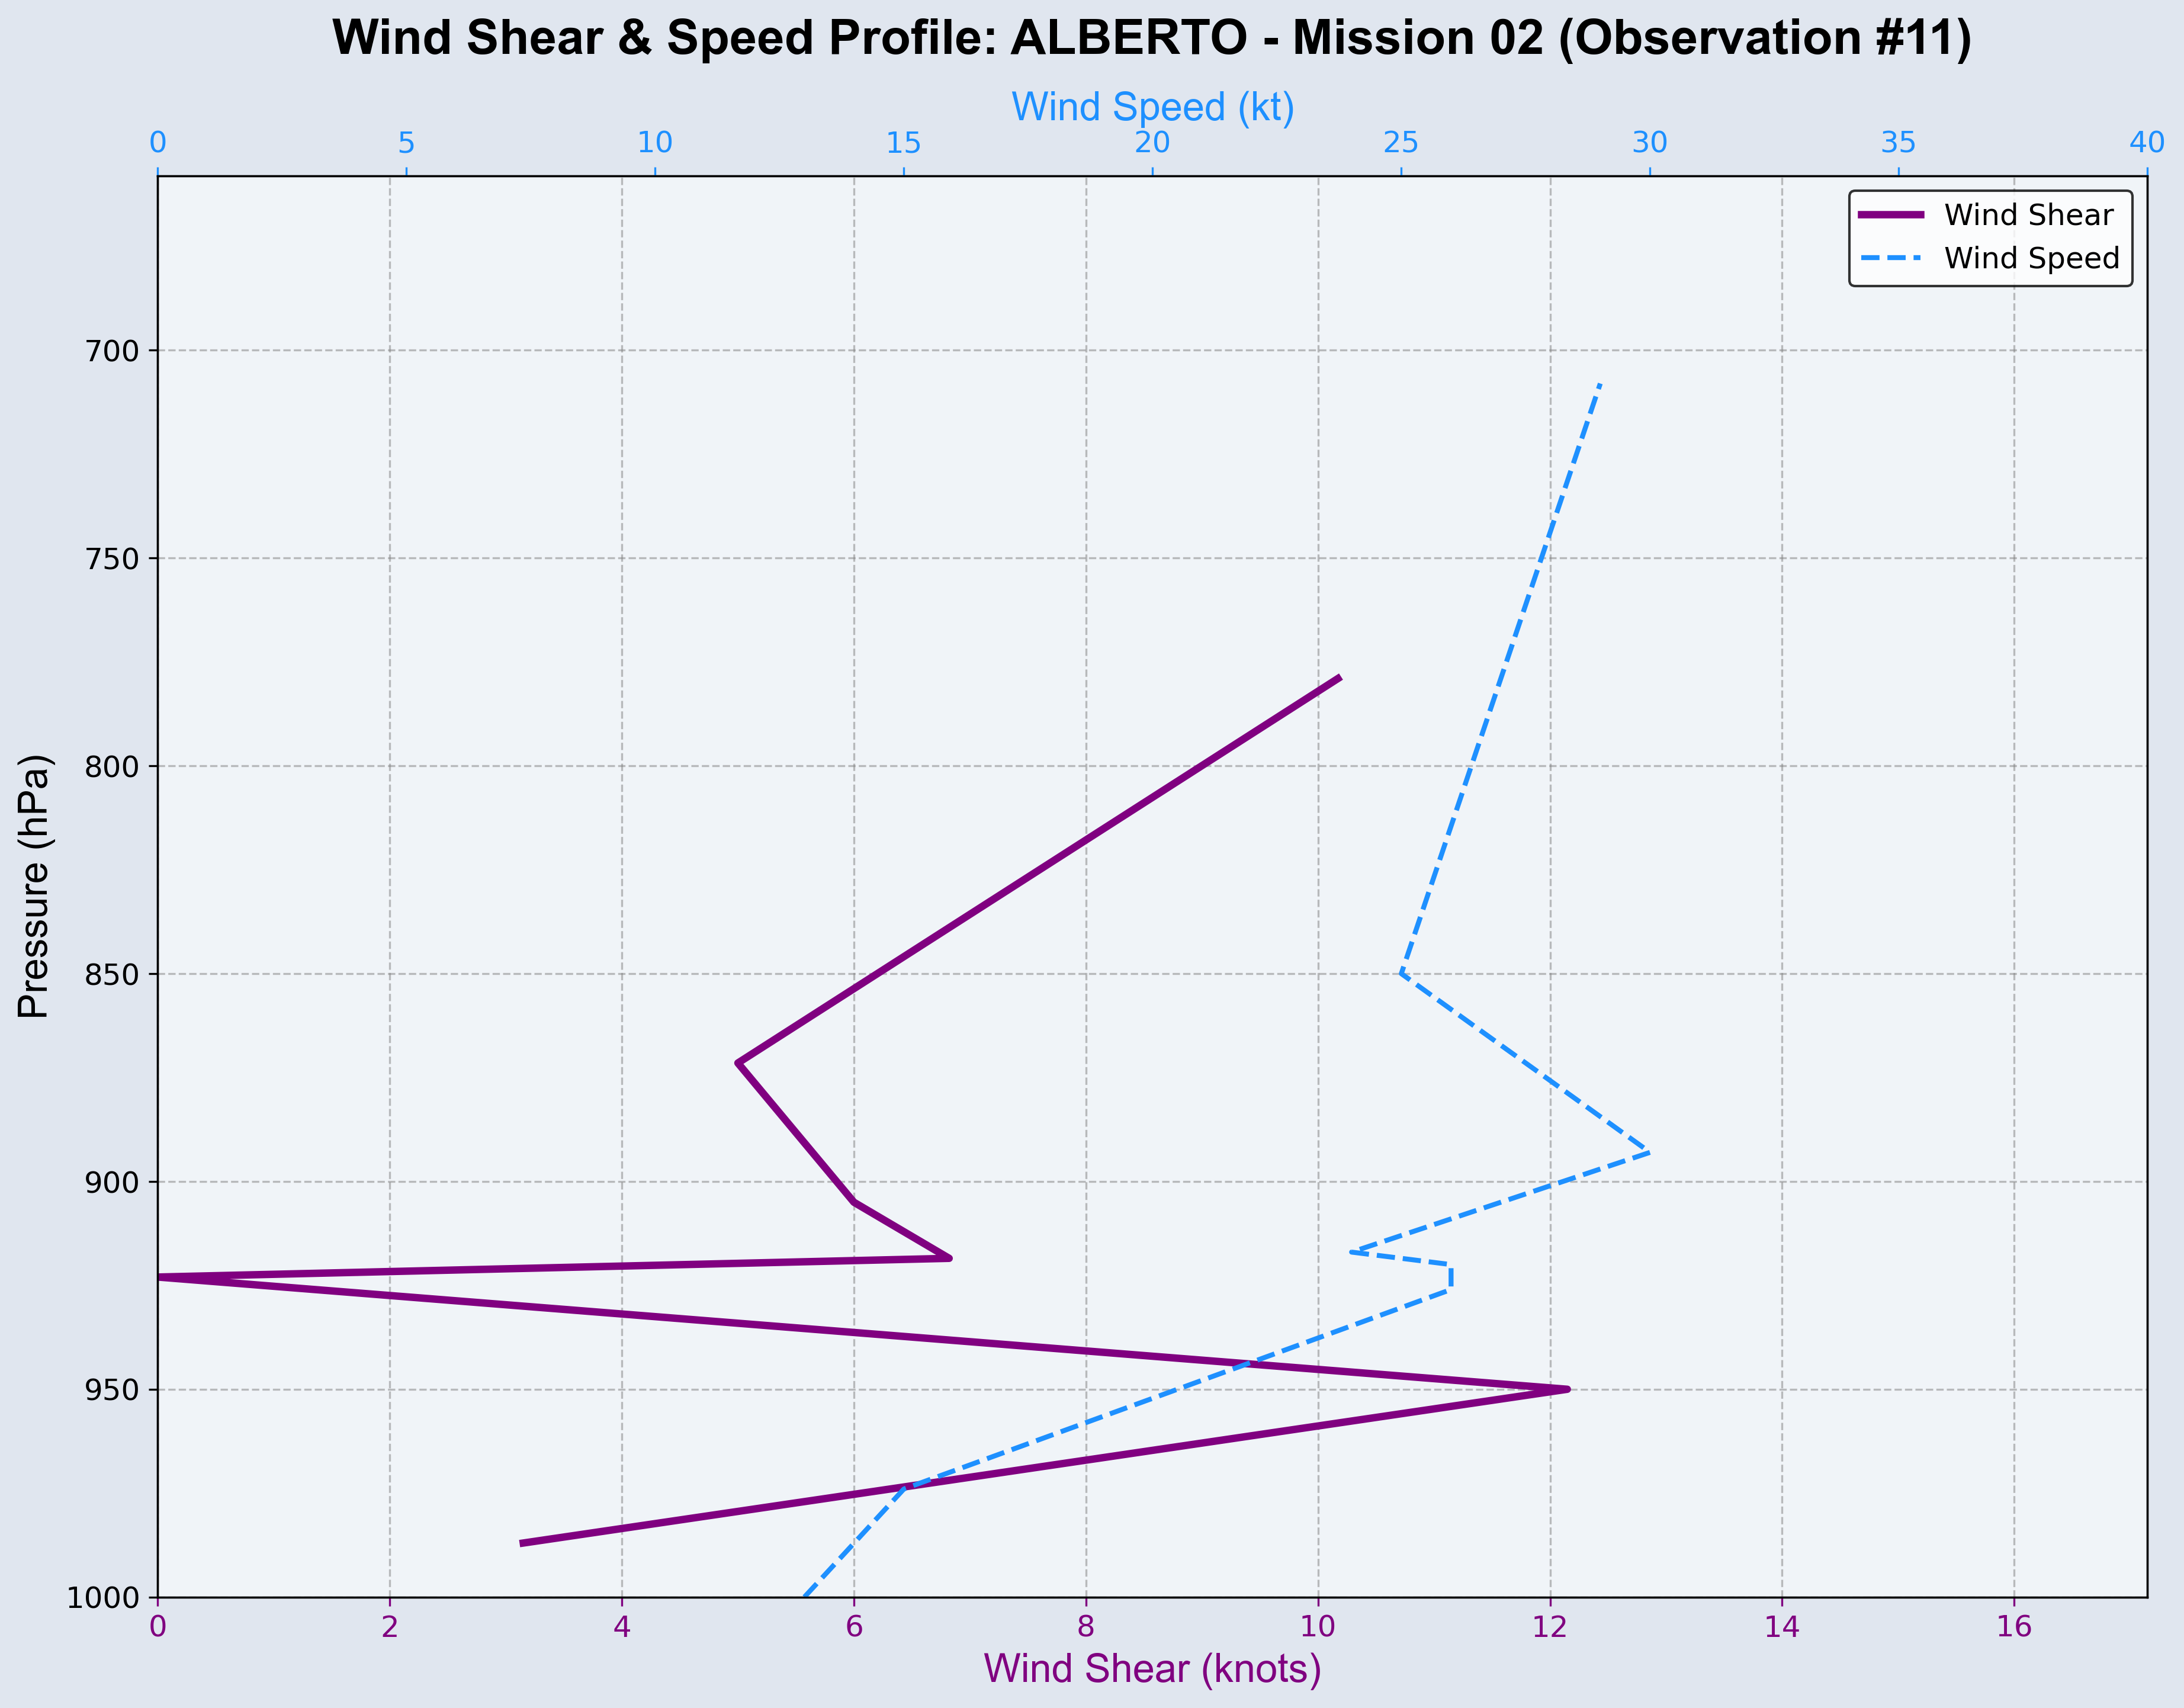 Wind Shear & Speed Profile: ALBERTO - Mission 02 (Observation #11)
Wind Speed (kt)
0 5 10 15 20 25 30 35 40
Wind Shear
Wind Speed
Pressure (hPa)
700
750
800
850
900
950
1000
0 2 4 6 8 10 12 14 16
Wind Shear (knots)